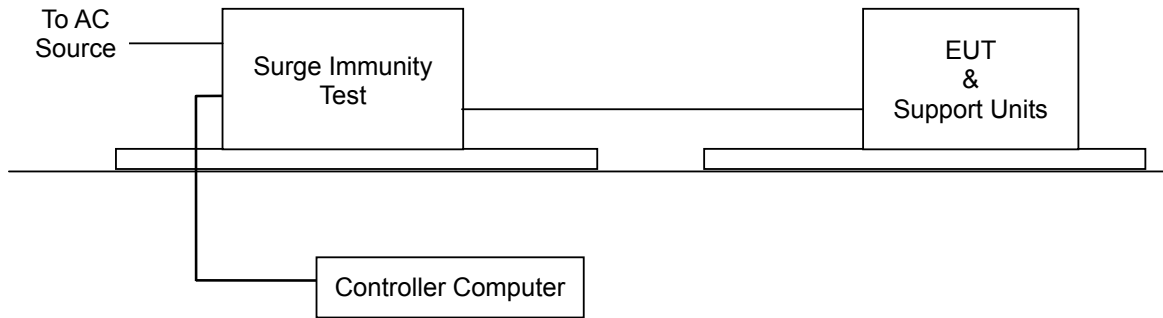 To AC
Source
Surge Immunity
Test
EUT
&
Support Units
Controller Computer